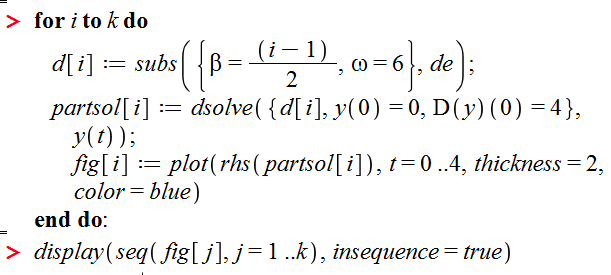 > for i to k do
d[i] := subs({β = (i − 1)/2, ω = 6}, de);
partsol[i] := dsolve({d[i], y(0) = 0, D(y)(0) = 4},
y(t));
fig[i] := plot(rhs(partsol[i]), t = 0 ..4, thickness = 2,
color = blue)
end do:
> display(seq(fig[j], j = 1 ..k), insequence = true)